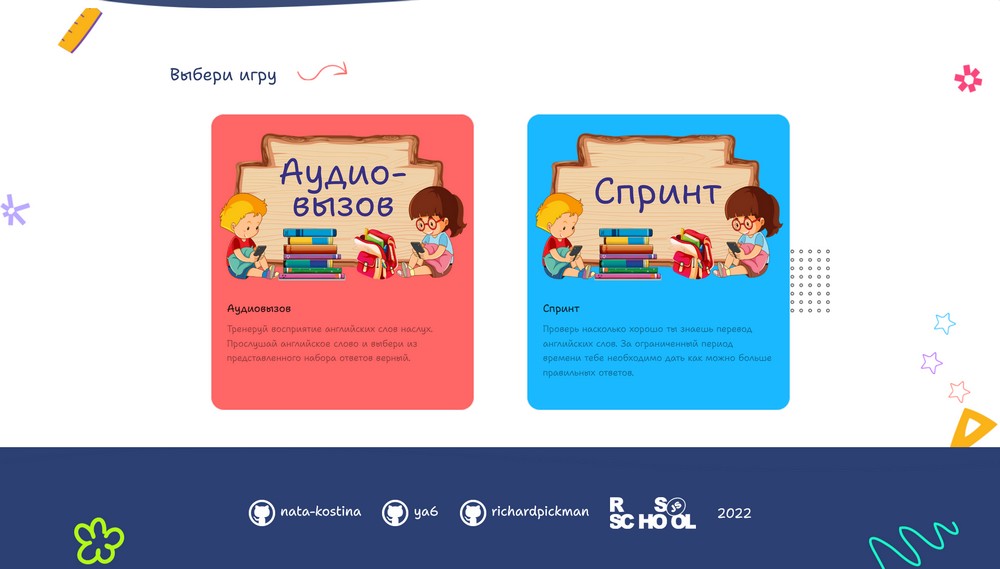 Выбери игру
Аудио-
вызов
Аудиовызов
Тренеруй восприятие английских слов наслух.
Прослушай английское слово и выбери из
представленного набора ответов верный.
Спринт
Спринт
Проверь насколько хорошо ты знаешь перевод
английских слов. За ограниченный период
времени тебе необходимо дать как можно больше
правильных ответов.
nata-kostina ya6 richardpickman RS SCHOOL JS 2022